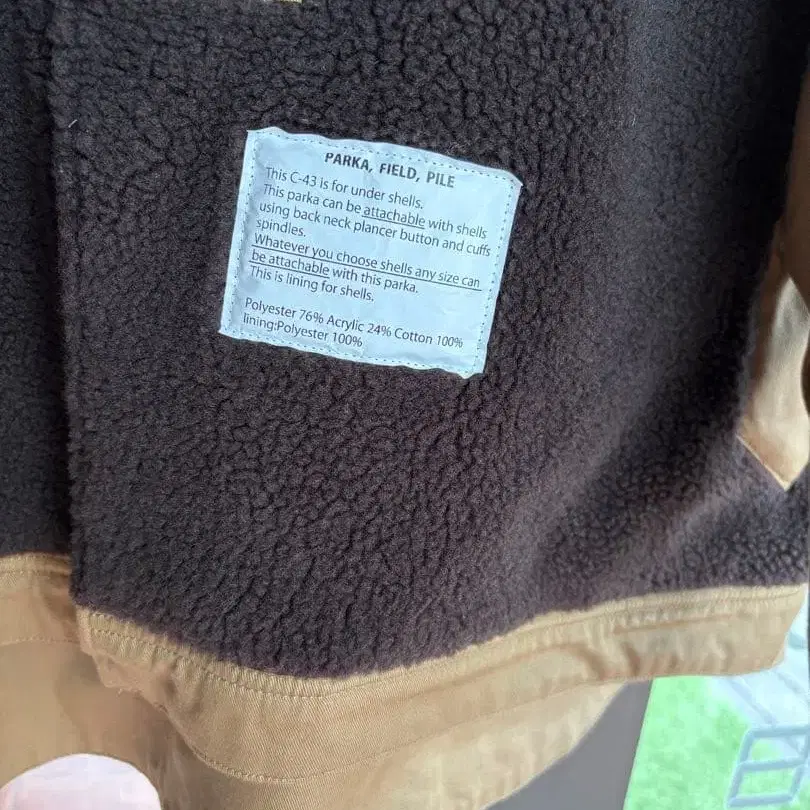 PARKA, FIELD, PILE
This C-43 is for under shells.
This parka can be attachable with shells
using back neck plancer button and cuffs
spindles.
Whatever you choose shells any size can
be attachable with this parka.
This is lining for shells.
Polyester 76% Acrylic 24% Cotton 100%
lining:Polyester 100%